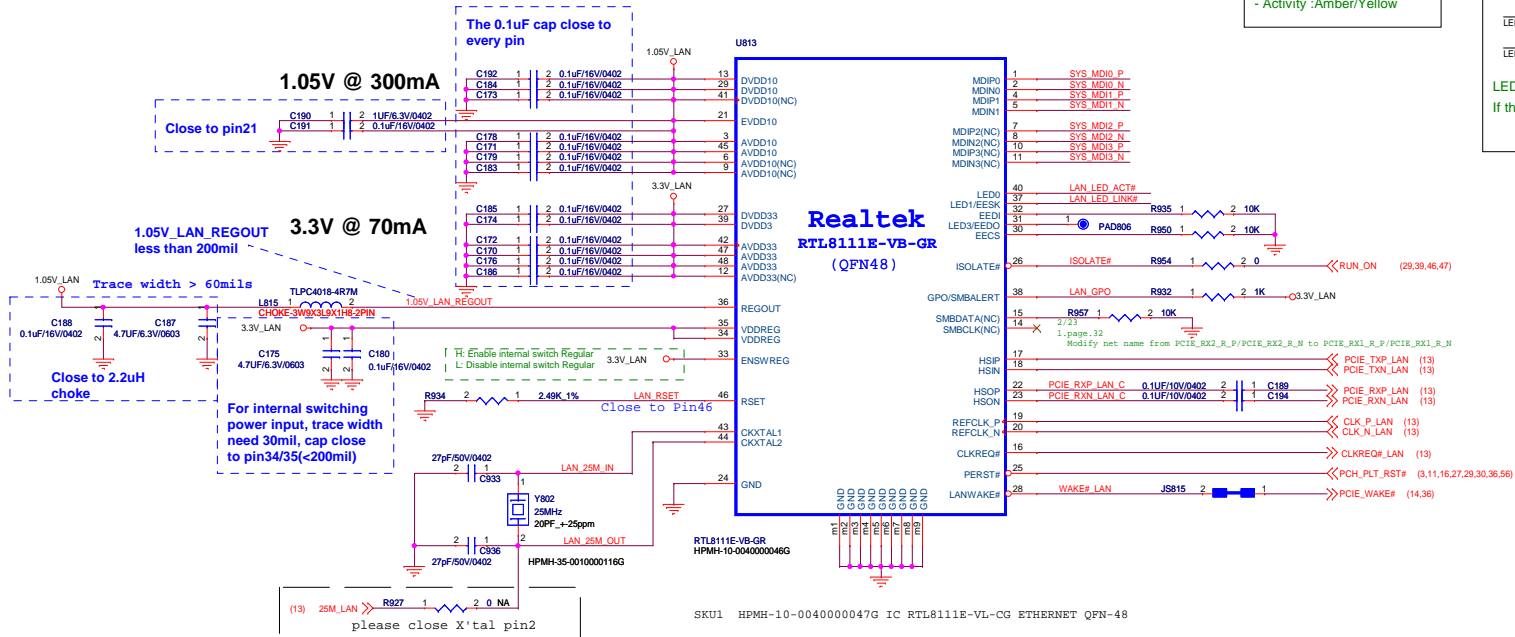 - Activity :Amber/Yellow
LED
If th
The 0.1uF cap close to
every pin
1.05V @ 300mA
Close to pin21
C190 1 2 1UF/6.3V/0402
C191 1 2 0.1uF/16V/0402
1.05V_LAN
C192 1 2 0.1uF/16V/0402
C184 1 2 0.1uF/16V/0402
C173 1 2 0.1uF/16V/0402
C178 1 2 0.1uF/16V/0402
C171 1 2 0.1uF/16V/0402
C179 1 2 0.1uF/16V/0402
C183 1 2 0.1uF/16V/0402
3.3V_LAN
3.3V @ 70mA
C185 1 2 0.1uF/16V/0402
C174 1 2 0.1uF/16V/0402
C172 1 2 0.1uF/16V/0402
C170 1 2 0.1uF/16V/0402
C176 1 2 0.1uF/16V/0402
C186 1 2 0.1uF/16V/0402
1.05V_LAN_REGOUT
less than 200mil
1.05V_LAN
Trace width > 60mils
TLPC4018-4R7M
L815 1 2
CHOKE-3W9X3L9X1H8-2PIN
1.05V_LAN_REGOUT
C188
0.1uF/16V/0402
1
2
C187
4.7UF/6.3V/0603
1
2
Close to 2.2uH
choke
3.3V_LAN
C175
4.7UF/6.3V/0603
1
2
C180
0.1uF/16V/0402
1
2
For internal switching
power input, trace width
need 30mil, cap close
to pin34/35(<200mil)
H: Enable internal switch Regular
L: Disable internal switch Regular
3.3V_LAN
R934 2 1 2.49K_1% LAN_RSET
Close to Pin46
27pF/50V/0402
2 1
C933
LAN_25M_IN
1
Y802
25MHz
20PF_+-25ppm
2
2 1
C936
27pF/50V/0402
LAN_25M_OUT
HPMH-35-0010000116G
(13) 25M_LAN R927 1 2 0 NA
please close X'tal pin2
U813
13 DVDD10
29 DVDD10
41 DVDD10(NC)
21 EVDD10
3 AVDD10
45 AVDD10
6 AVDD10(NC)
9 AVDD10(NC)
27 DVDD33
39 DVDD3
42 AVDD33
47 AVDD33
48 AVDD33
12 AVDD33(NC)
36 REGOUT
35 VDDREG
34 VDDREG
33 ENSWREG
46 RSET
43 CKXTAL1
44 CKXTAL2
24 GND
Realtek
RTL8111E-VB-GR
(QFN48)
GND GND GND GND GND GND GND GND GND
m1 m2 m3 m4 m5 m6 m7 m8 m9
RTL8111E-VB-GR
HPMH-10-0040000046G
MDIP0 1 SYS_MDI0_P
MDIN0 2 SYS_MDI0_N
MDIP1 4 SYS_MDI1_P
MDIN1 5 SYS_MDI1_N
MDIP2(NC) 7 SYS_MDI2_P
MDIN2(NC) 8 SYS_MDI2_N
MDIP3(NC) 10 SYS_MDI3_P
MDIN3(NC) 11 SYS_MDI3_N
LED0 40 LAN_LED_ACT#
LED1/EESK 37 LAN_LED_LINK#
EEDI 32 R935 1 2 10K
LED3/EEDO 31 1 PAD806
EECS 30 R950 1 2 10K
ISOLATE# 26 ISOLATE# R954 1 2 0 RUN_ON (29,39,46,47)
GPO/SMBALERT 38 LAN_GPO R932 1 2 1K 3.3V_LAN
SMBDATA(NC) 15 R957 1 2 10K
SMBCLK(NC) 14
2/23
1.page.32
Modify net name from PCIE_RX2_R_P/PCIE_RX2_R_N to PCIE_RX1_R_P/PCIE_RX1_R_N
HSIP 17 PCIE_TXP_LAN (13)
HSIN 18 PCIE_TXN_LAN (13)
HSOP 22 PCIE_RXP_LAN_C 0.1UF/10V/0402 2 1 C189 PCIE_RXP_LAN (13)
HSON 23 PCIE_RXN_LAN_C 0.1UF/10V/0402 2 1 C194 PCIE_RXN_LAN (13)
REFCLK_P 19 CLK_P_LAN (13)
REFCLK_N 20 CLK_N_LAN (13)
CLKREQ# 16 CLKREQ#_LAN (13)
PERST# 25 PCH_PLT_RST# (3,11,16,27,29,30,36,56)
LANWAKE# 28 WAKE#_LAN JS815 2 1 PCIE_WAKE# (14,36)
SKU1 HPMH-10-0040000047G IC RTL8111E-VL-CG ETHERNET QFN-48